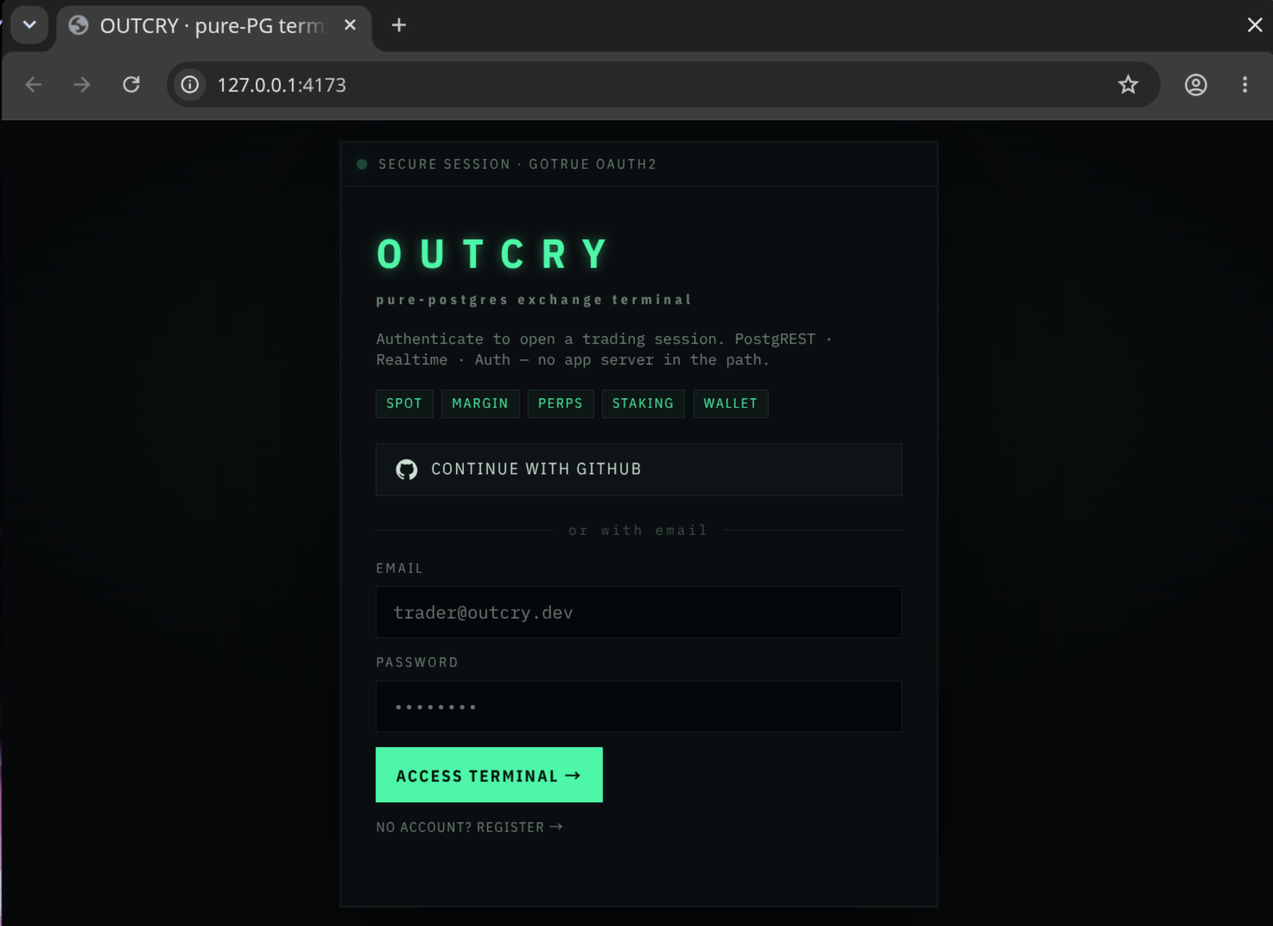 OUTCRY · pure-PG term
127.0.0.1:4173
SECURE SESSION · GOTRUE OAUTH2
OUTCRY
pure-postgres exchange terminal
Authenticate to open a trading session. PostgREST ·
Realtime · Auth — no app server in the path.
SPOT MARGIN PERPS STAKING WALLET
CONTINUE WITH GITHUB
or with email
EMAIL
trader@outcry.dev
PASSWORD
••••••••
ACCESS TERMINAL →
NO ACCOUNT? REGISTER →